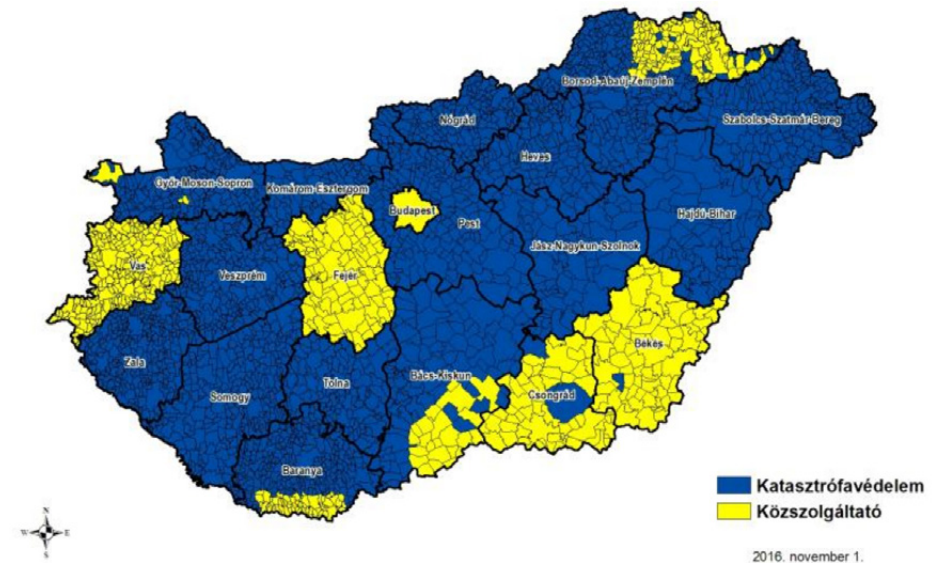 Borsod-Abaúj-Zemplén
Nógrád
Szabolcs-Szatmár-Bereg
Heves
Győr-Moson-Sopron
Komárom-Esztergom
Budapest
Pest
Hajdú-Bihar
Jász-Nagykun-Szolnok
Vas
Veszprém
Fejér
Békés
Zala
Somogy
Tolna
Bács-Kiskun
Csongrád
Baranya
Katasztrófavédelem
Közszolgáltató
N
W
E
S
2016. november 1.